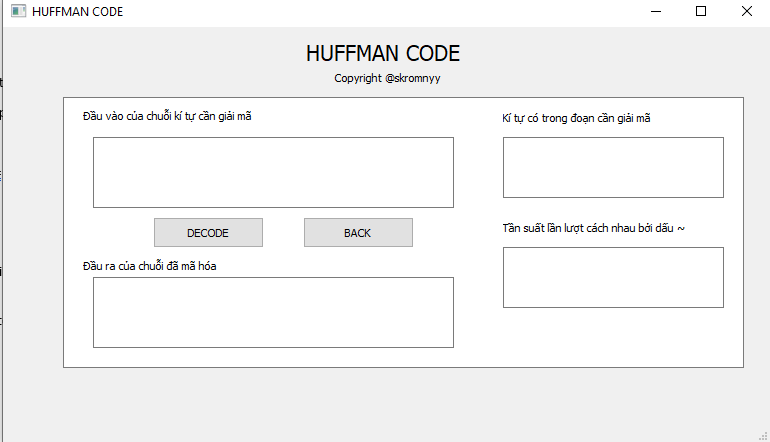 HUFFMAN CODE
HUFFMAN CODE
Copyright @skromnyy
Đầu vào của chuỗi kí tự cần giải mã
Kí tự có trong đoạn cần giải mã
DECODE
BACK
Tần suất lần lượt cách nhau bởi dấu ~
Đầu ra của chuỗi đã mã hóa